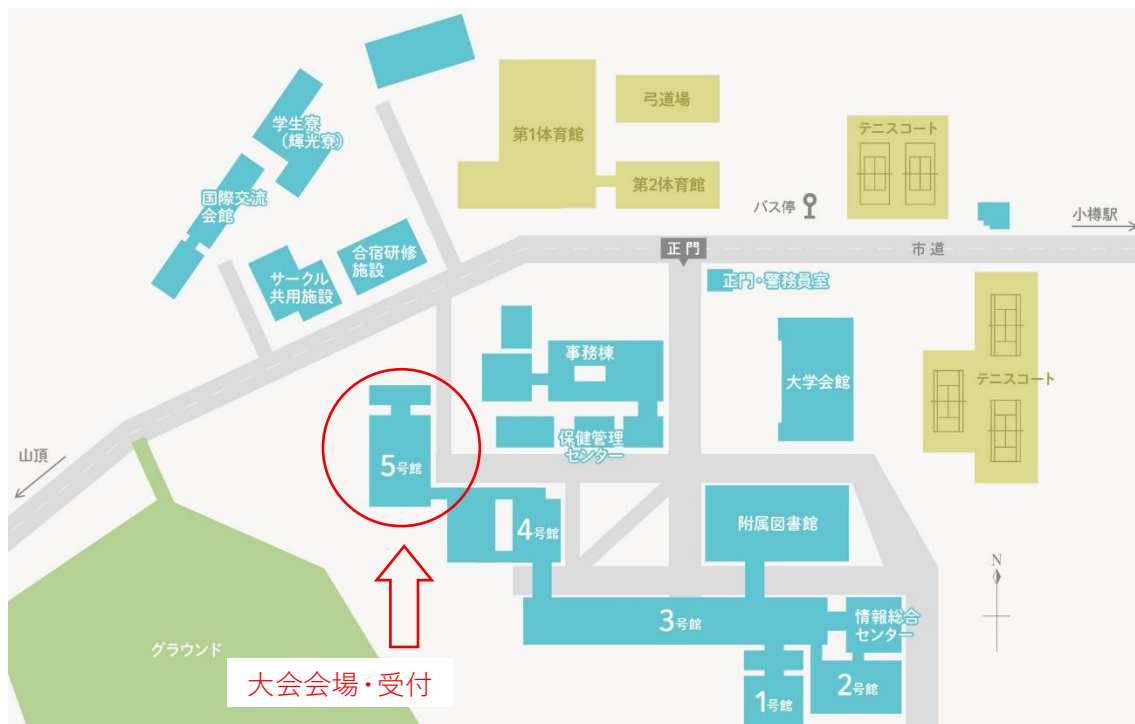 学生寮
(輝光寮)
国際交流
会館
サークル
共用施設
合宿研修
施設
第1体育館
弓道場
第2体育館
テニスコート
バス停
小樽駅
正門
市道
正門・警務員室
事務棟
大学会館
テニスコート
保健管理
センター
山頂
5号館
4号館
附属図書館
N
3号館
情報総合
センター
グラウンド
大会会場・受付
1号館
2号館